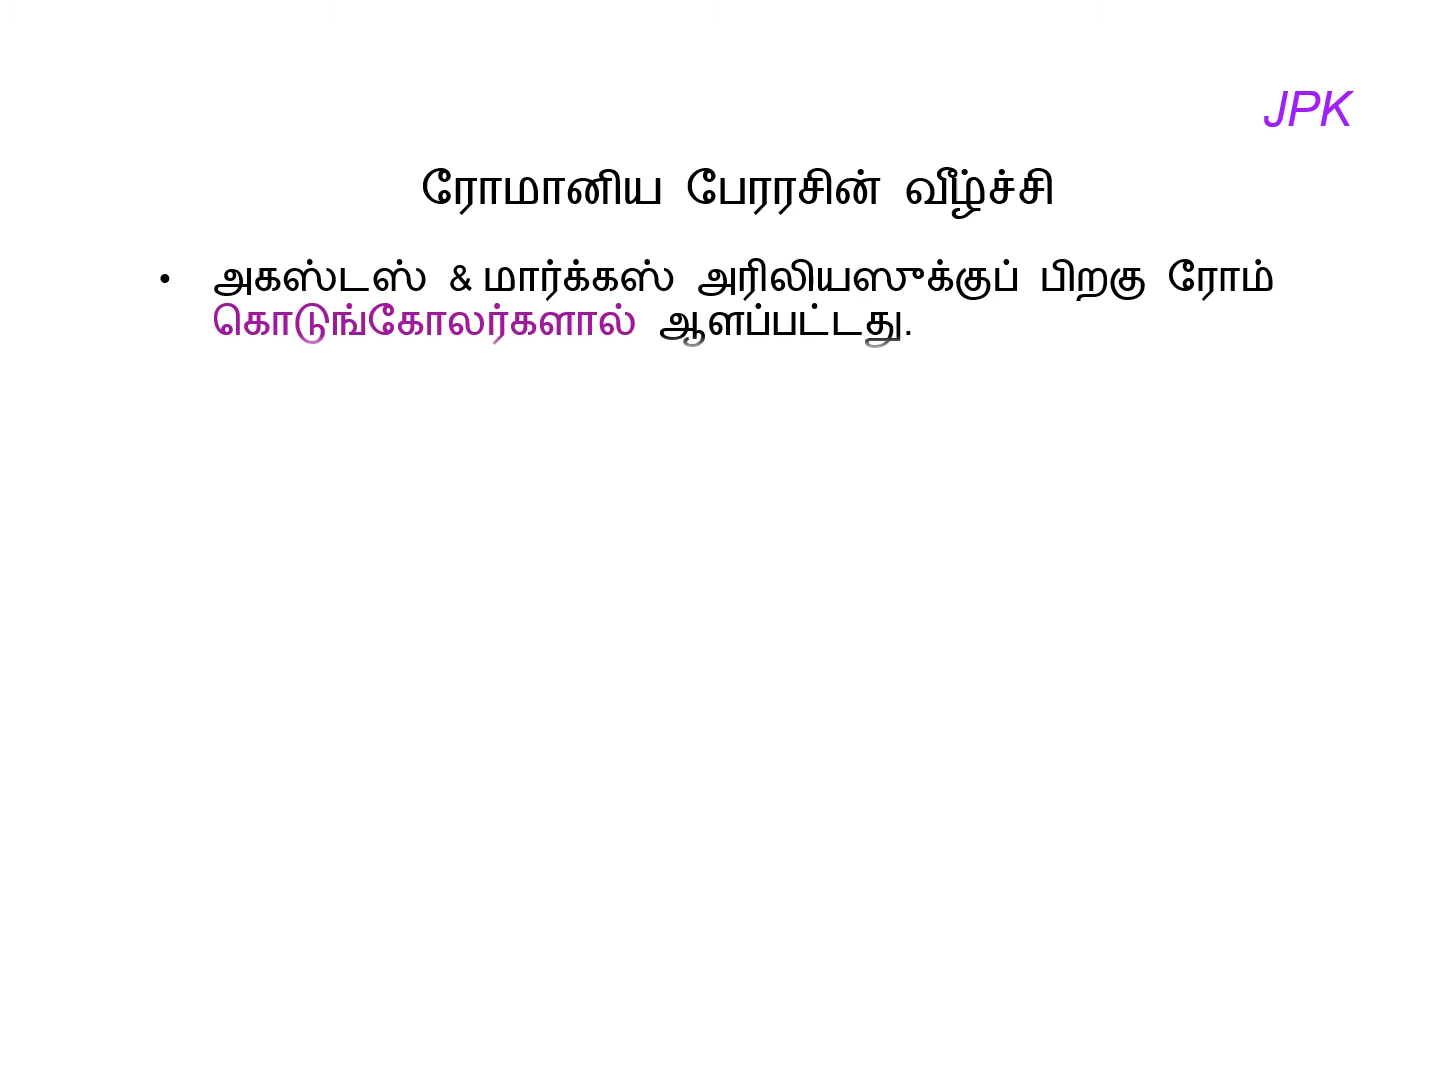 JPK
ரோமானிய பேரரசின் வீழ்ச்சி
• அகஸ்டஸ் & மார்க்கஸ் அரிலியஸுக்குப் பிறகு ரோம்
கொடுங்கோலர்களால் ஆளப்பட்டது.